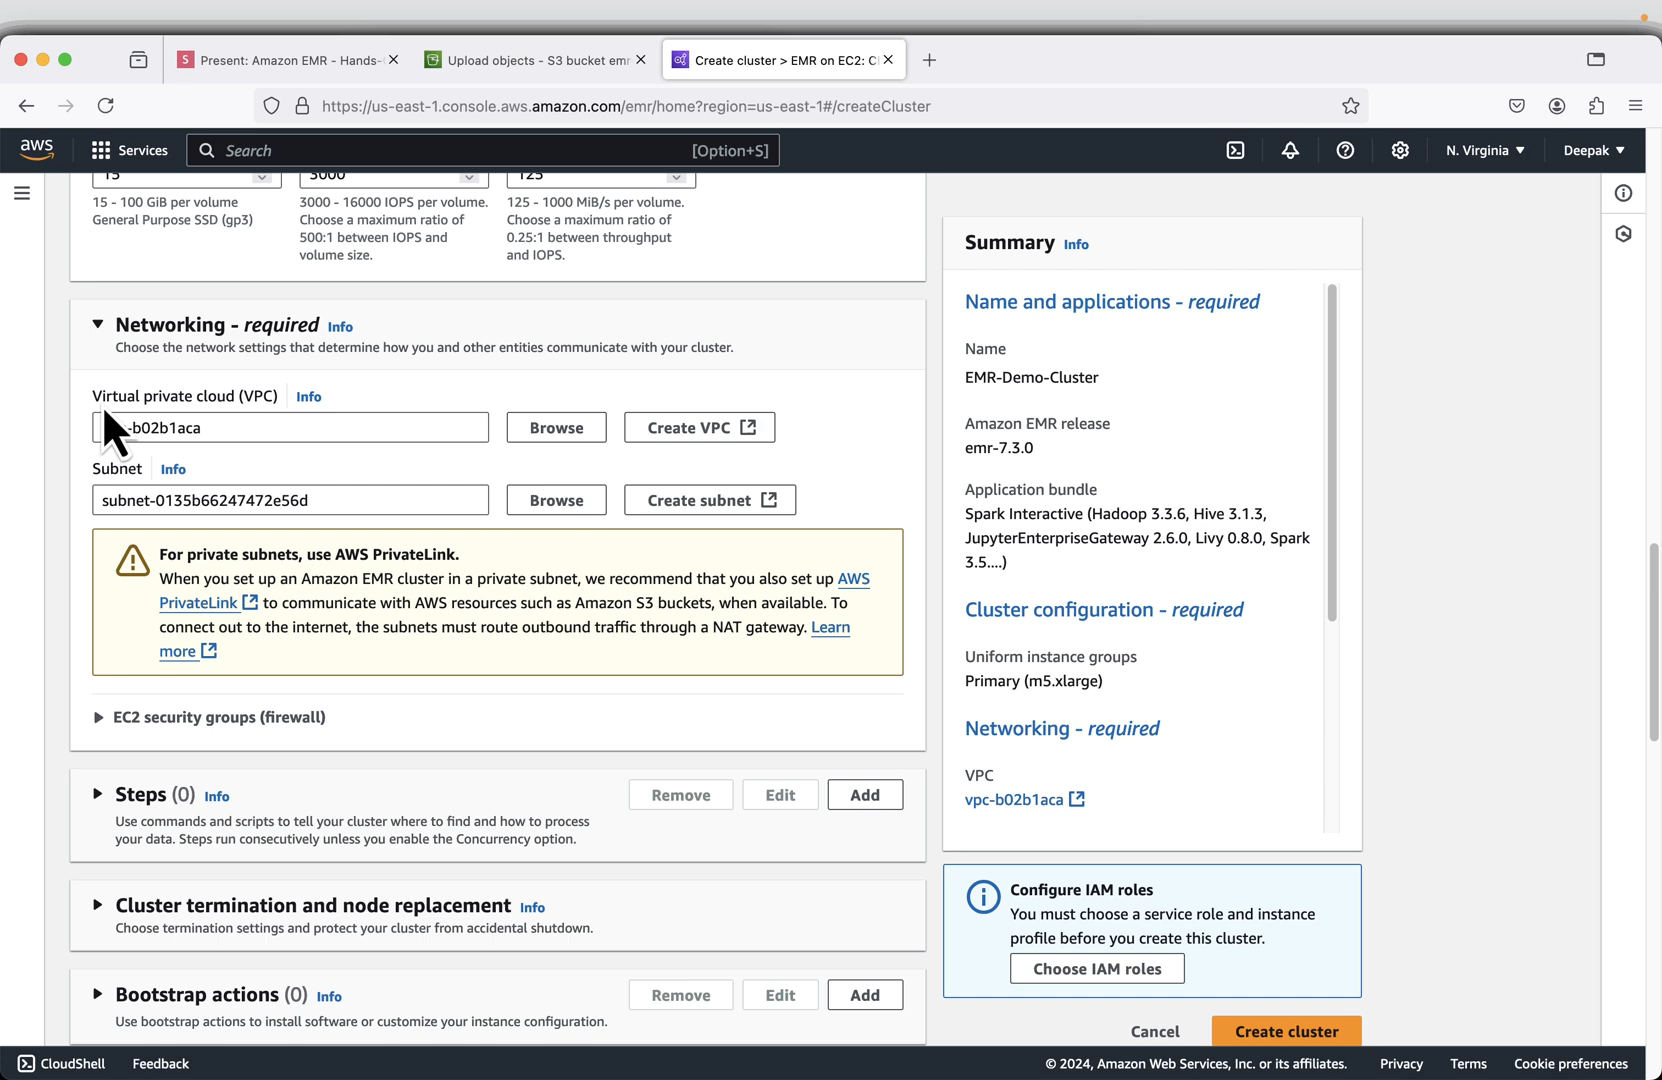 Present: Amazon EMR - Hands-
Upload objects - S3 bucket emr
Create cluster > EMR on EC2: C
https://us-east-1.console.aws.amazon.com/emr/home?region=us-east-1#/createCluster
aws
Services
Search
[Option+S]
N. Virginia
Deepak
15
3000
125
15 - 100 GiB per volume
General Purpose SSD (gp3)
3000 - 16000 IOPS per volume.
Choose a maximum ratio of
500:1 between IOPS and
volume size.
125 - 1000 MiB/s per volume.
Choose a maximum ratio of
0.25:1 between throughput
and IOPS.
Networking - required Info
Choose the network settings that determine how you and other entities communicate with your cluster.
Virtual private cloud (VPC) Info
-b02b1aca
Browse
Create VPC
Subnet Info
subnet-0135b66247472e56d
Browse
Create subnet
For private subnets, use AWS PrivateLink.
When you set up an Amazon EMR cluster in a private subnet, we recommend that you also set up AWS
PrivateLink to communicate with AWS resources such as Amazon S3 buckets, when available. To
connect out to the internet, the subnets must route outbound traffic through a NAT gateway. Learn
more
EC2 security groups (firewall)
Steps (0) Info
Remove
Edit
Add
Use commands and scripts to tell your cluster where to find and how to process
your data. Steps run consecutively unless you enable the Concurrency option.
Cluster termination and node replacement Info
Choose termination settings and protect your cluster from accidental shutdown.
Bootstrap actions (0) Info
Remove
Edit
Add
Use bootstrap actions to install software or customize your instance configuration.
Summary Info
Name and applications - required
Name
EMR-Demo-Cluster
Amazon EMR release
emr-7.3.0
Application bundle
Spark Interactive (Hadoop 3.3.6, Hive 3.1.3,
JupyterEnterpriseGateway 2.6.0, Livy 0.8.0, Spark
3.5....)
Cluster configuration - required
Uniform instance groups
Primary (m5.xlarge)
Networking - required
VPC
vpc-b02b1aca
Configure IAM roles
You must choose a service role and instance
profile before you create this cluster.
Choose IAM roles
Cancel
Create cluster
CloudShell
Feedback
© 2024, Amazon Web Services, Inc. or its affiliates.
Privacy
Terms
Cookie preferences